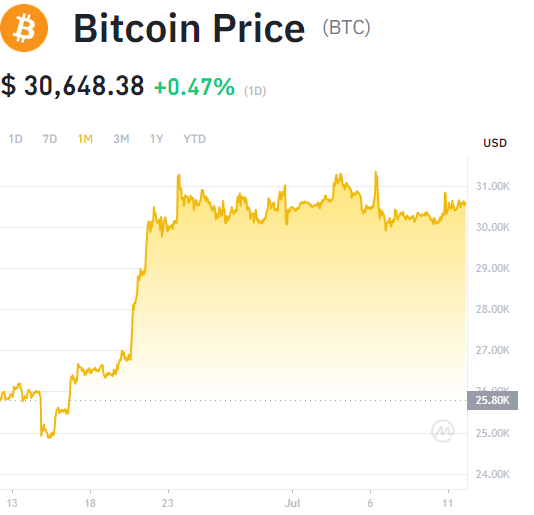 Bitcoin Price (BTC)
$ 30,648.38 +0.47% (1D)
1D 7D 1M 3M 1Y YTD
USD
31.00K
30.00K
29.00K
28.00K
27.00K
26.00K
25.80K
25.00K
24.00K
13 18 23 Jul 6 11